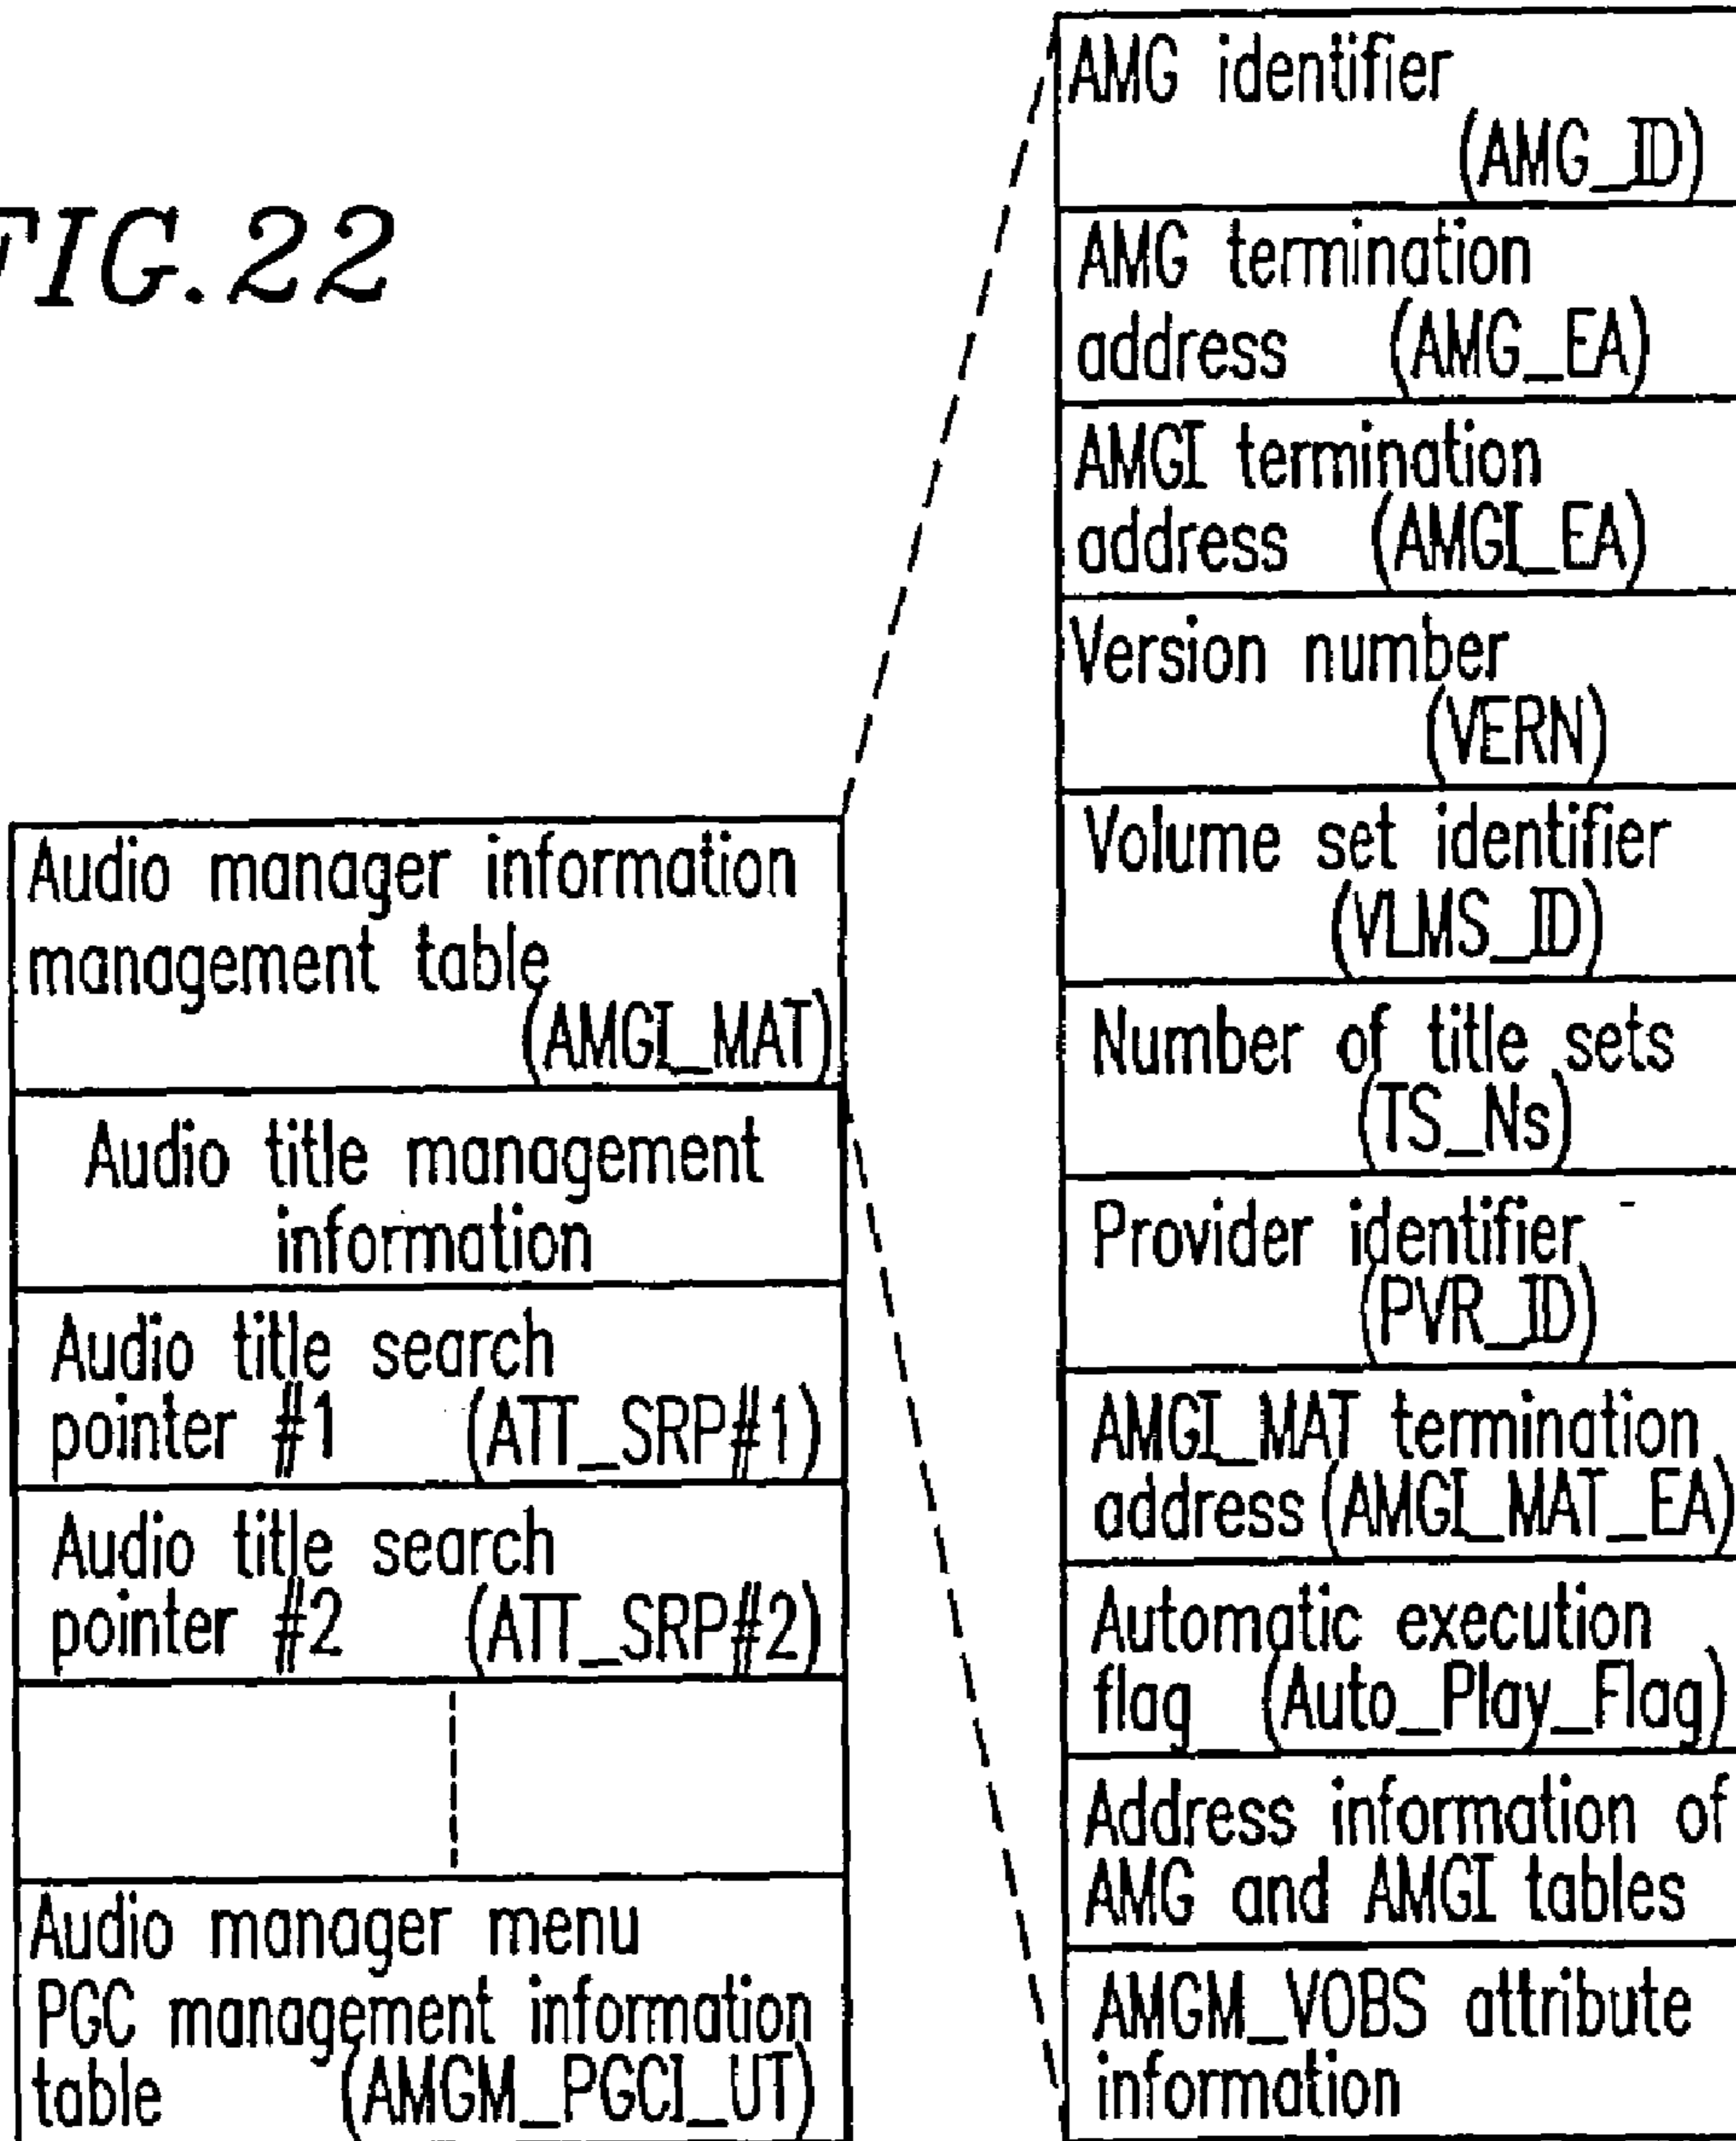 FIG.22
Audio manager information
management table
(AMGI_MAT)
Audio title management
information
Audio title search
pointer #1 (ATT_SRP#1)
Audio title search
pointer #2 (ATT_SRP#2)
Audio manager menu
PGC management information
table (AMGM_PGCI_UT)
AMG identifier
(AMG_ID)
AMG termination
address (AMG_EA)
AMGI termination
address (AMGI_EA)
Version number
(VERN)
Volume set identifier
(VLMS_ID)
Number of title sets
(TS_Ns)
Provider identifier
(PVR_ID)
AMGI_MAT termination
address (AMGI_MAT_EA)
Automatic execution
flag (Auto_Play_Flag)
Address information of
AMG and AMGI tables
AMGM_VOBS attribute
information